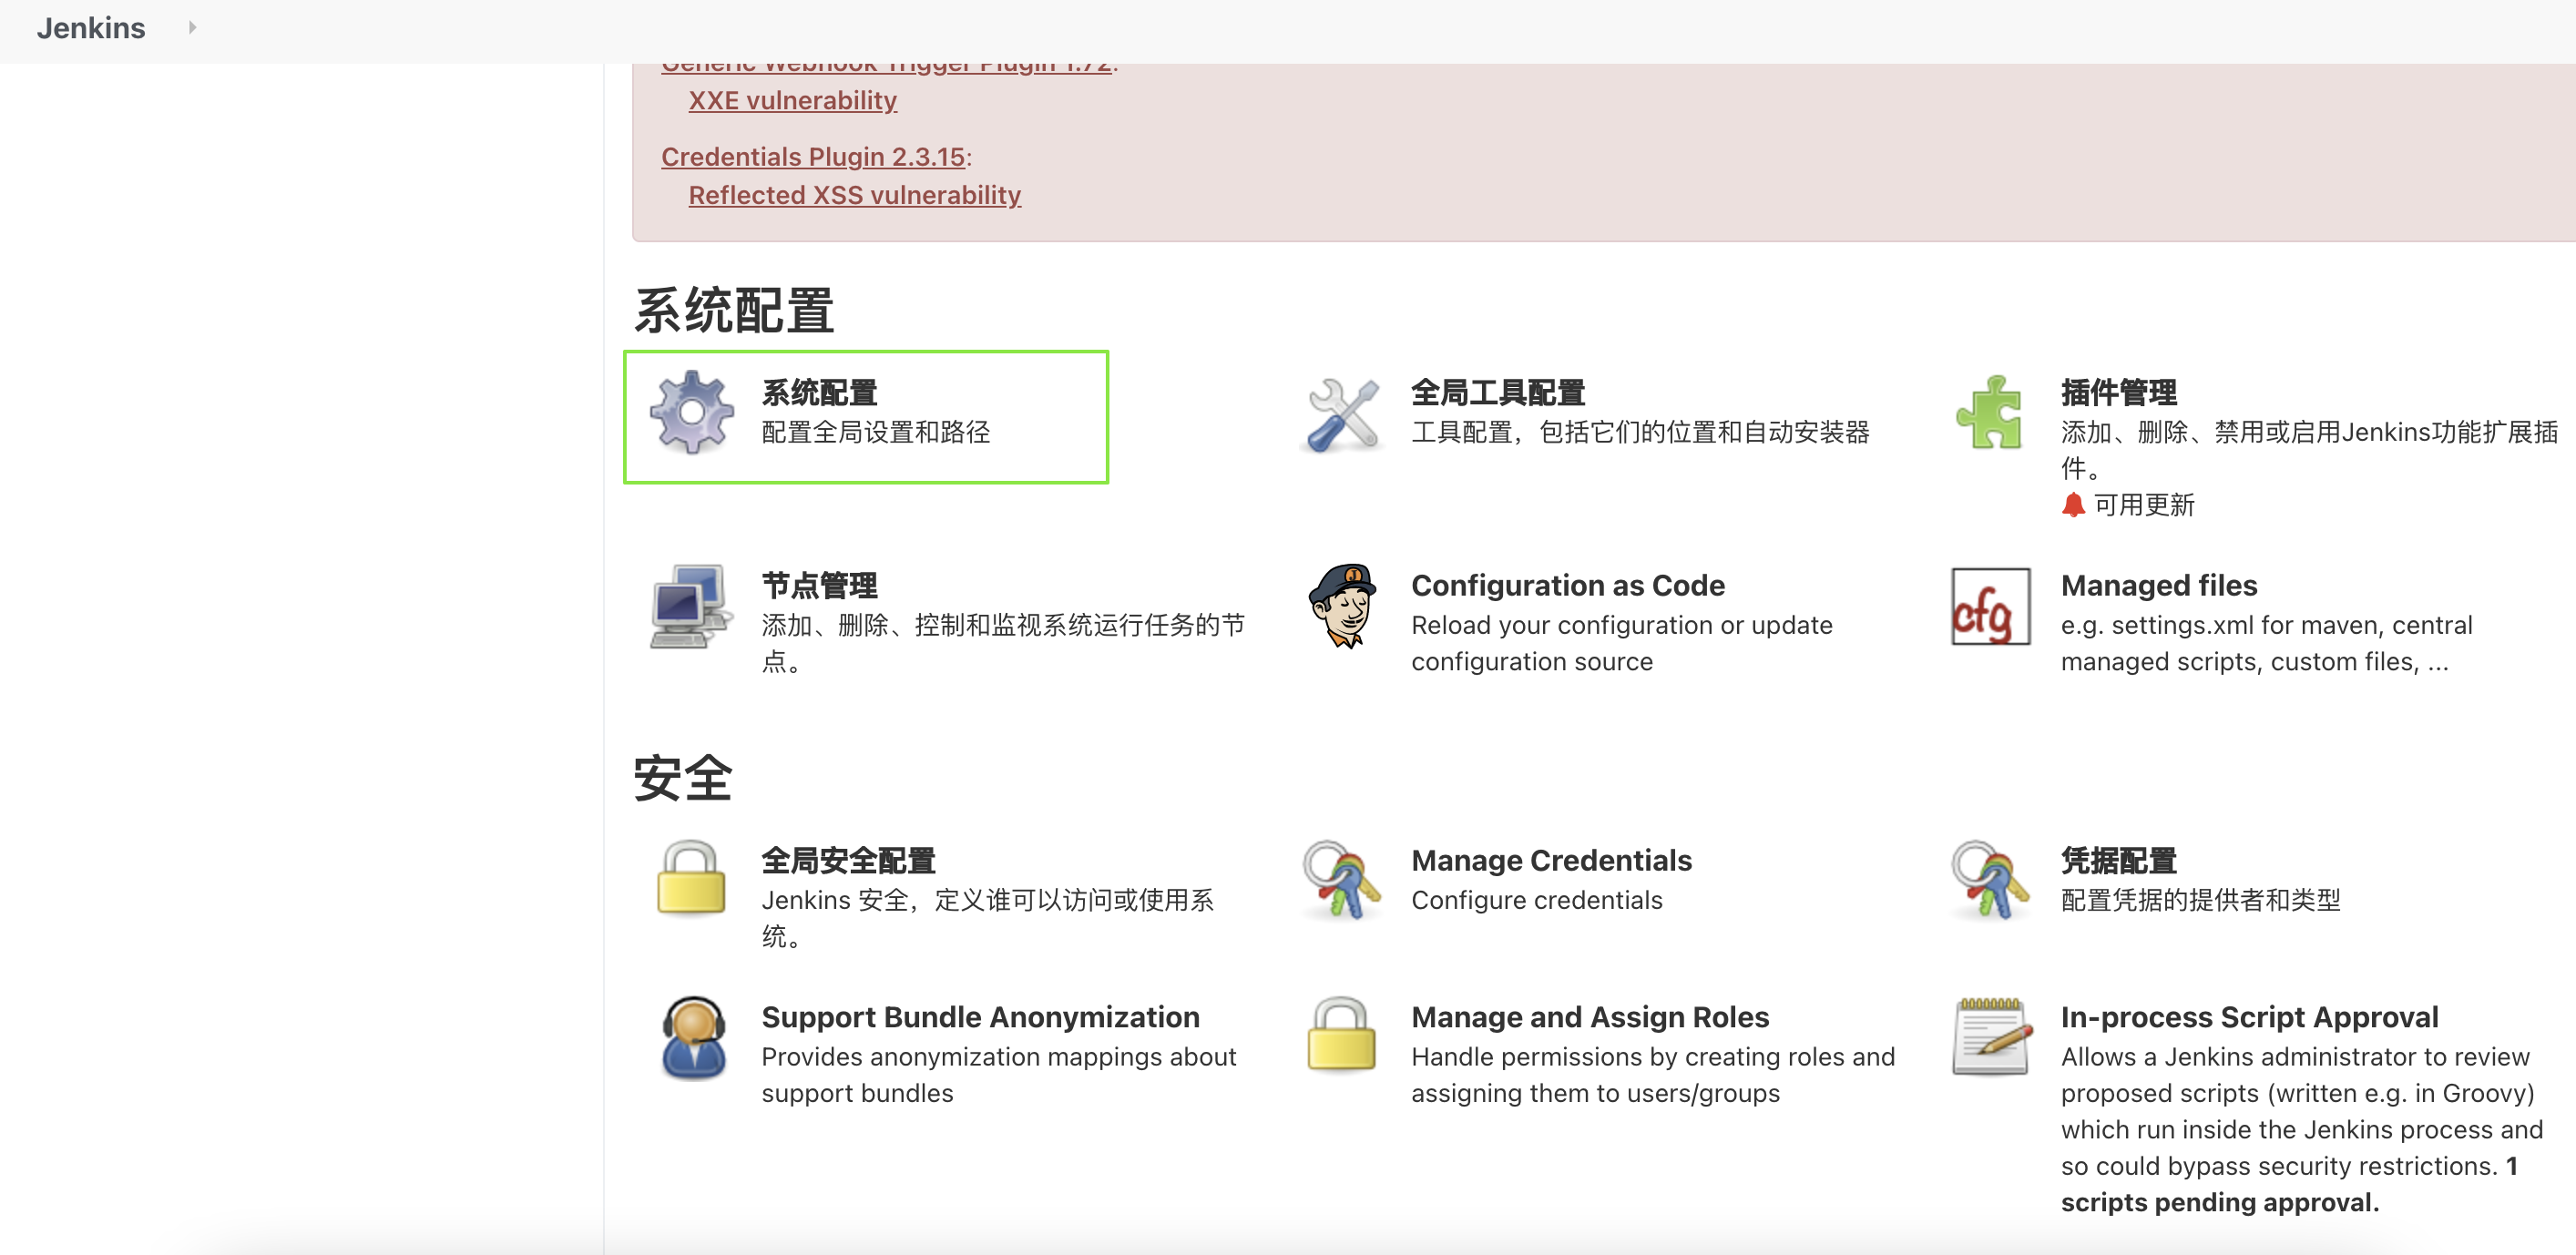 Jenkins
Generic Webhook Trigger Plugin 1.72:
XXE vulnerability
Credentials Plugin 2.3.15:
Reflected XSS vulnerability
系统配置
系统配置
配置全局设置和路径
全局工具配置
工具配置，包括它们的位置和自动安装器
插件管理
添加、删除、禁用或启用Jenkins功能扩展插
件。
可用更新
节点管理
添加、删除、控制和监视系统运行任务的节
点。
Configuration as Code
Reload your configuration or update
configuration source
cfg
Managed files
e.g. settings.xml for maven, central
managed scripts, custom files, ...
安全
全局安全配置
Jenkins 安全，定义谁可以访问或使用系
统。
Manage Credentials
Configure credentials
凭据配置
配置凭据的提供者和类型
Support Bundle Anonymization
Provides anonymization mappings about
support bundles
Manage and Assign Roles
Handle permissions by creating roles and
assigning them to users/groups
In-process Script Approval
Allows a Jenkins administrator to review
proposed scripts (written e.g. in Groovy)
which run inside the Jenkins process and
so could bypass security restrictions. 1
scripts pending approval.